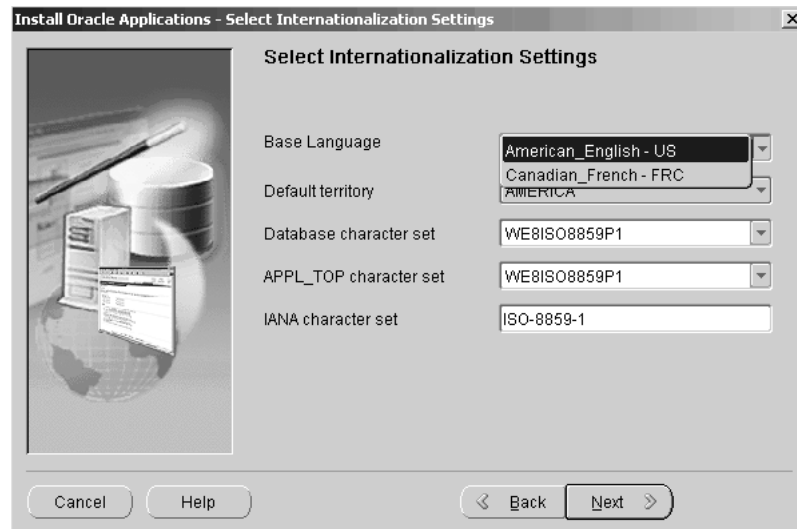 Install Oracle Applications - Select Internationalization Settings
Select Internationalization Settings
Base Language
American_English - US
Canadian_French - FRC
Default territory AMERICA
Database character set WE8ISO8859P1
APPL_TOP character set WE8ISO8859P1
IANA character set ISO-8859-1
Cancel Help Back Next